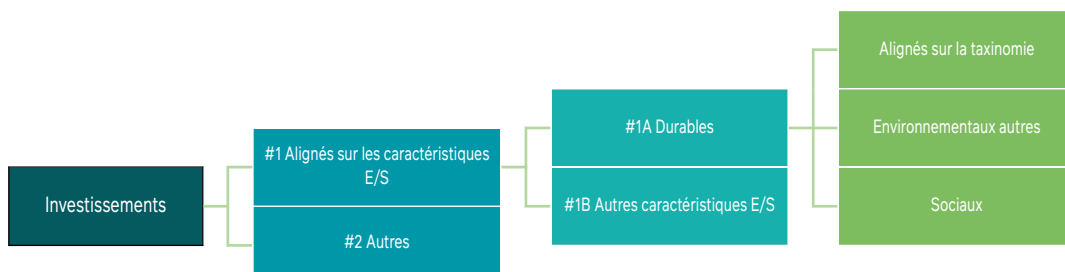 Investissements
#1 Alignés sur les caractéristiques
E/S
#2 Autres
#1A Durables
#1B Autres caractéristiques E/S
Alignés sur la taxinomie
Environnementaux autres
Sociaux